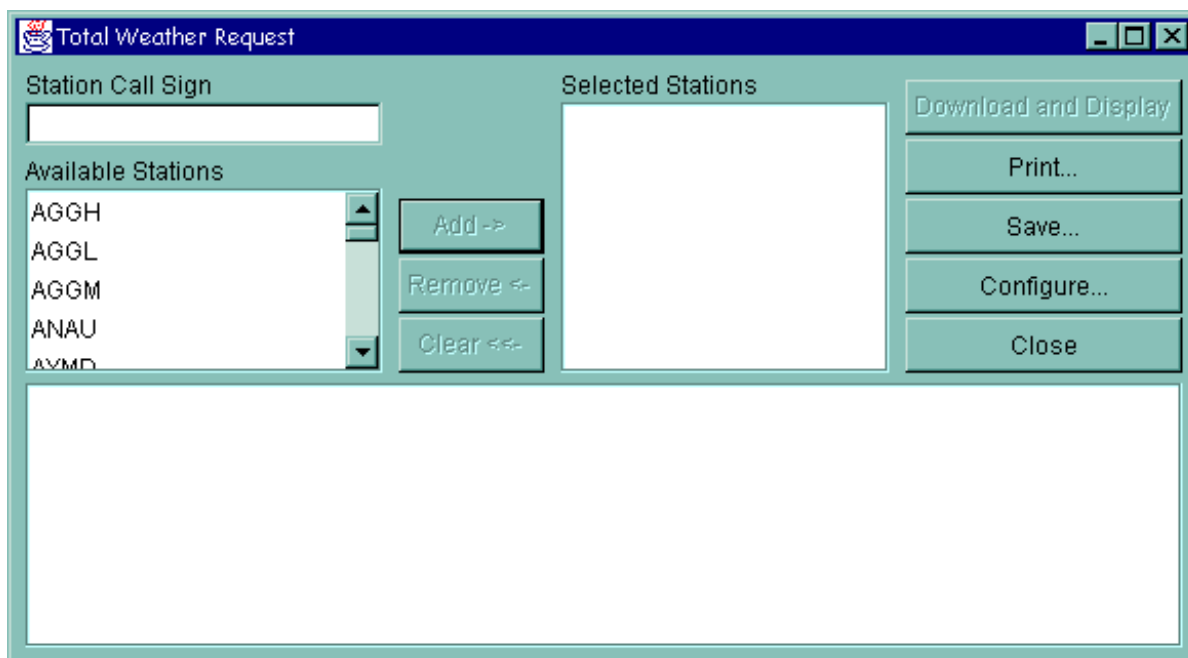 Total Weather Request
Station Call Sign
Available Stations
AGGH
AGGL
AGGM
ANAU
AYMD
Add ->
Remove <-
Clear <<-
Selected Stations
Download and Display
Print...
Save...
Configure...
Close